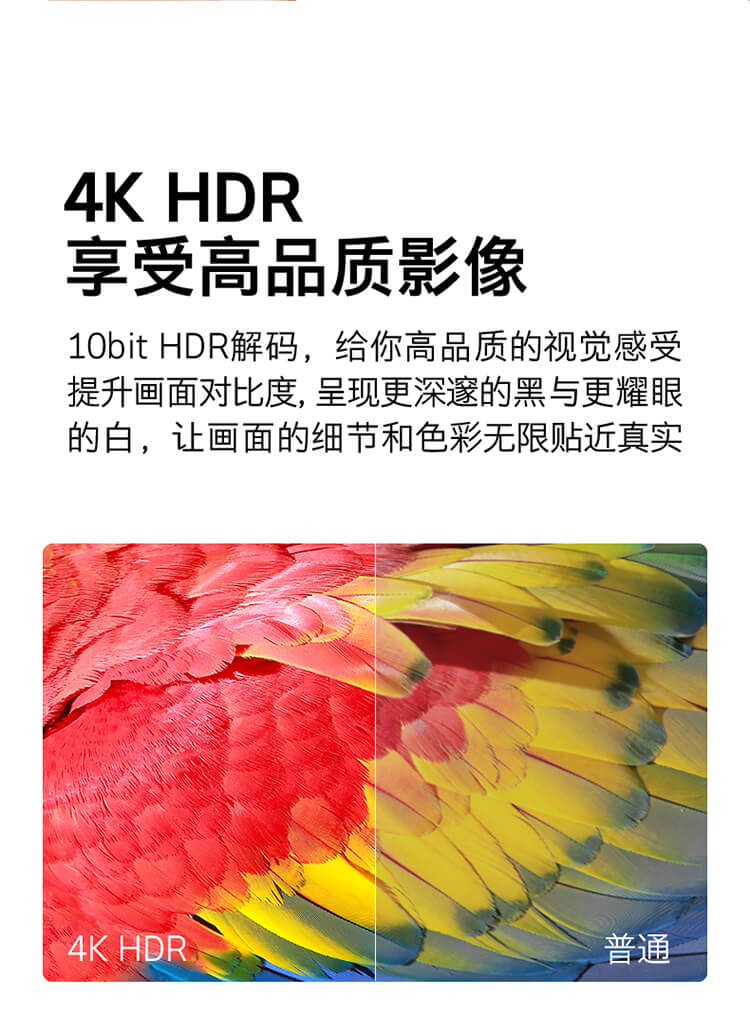 4K HDR
享受高品质影像
10bit HDR解码，给你高品质的视觉感受
提升画面对比度, 呈现更深邃的黑与更耀眼
的白，让画面的细节和色彩无限贴近真实
4K HDR
普通